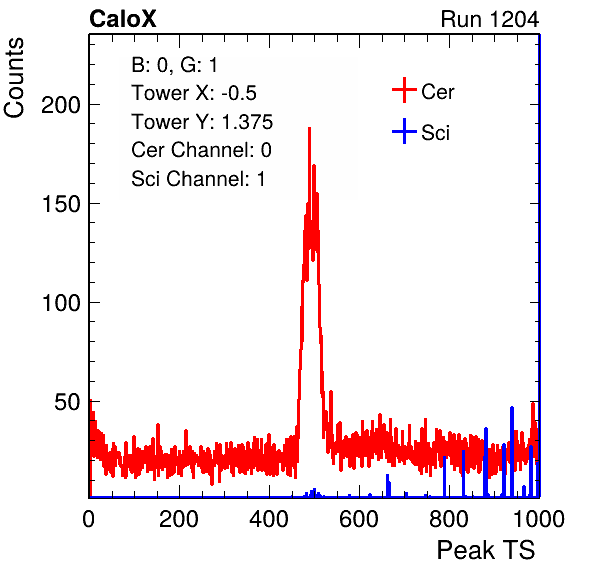 CaloX Run 1204
Counts
B: 0, G: 1
Tower X: -0.5
Tower Y: 1.375
Cer Channel: 0
Sci Channel: 1
Cer
Sci
200
150
100
50
0 200 400 600 800 1000
Peak TS